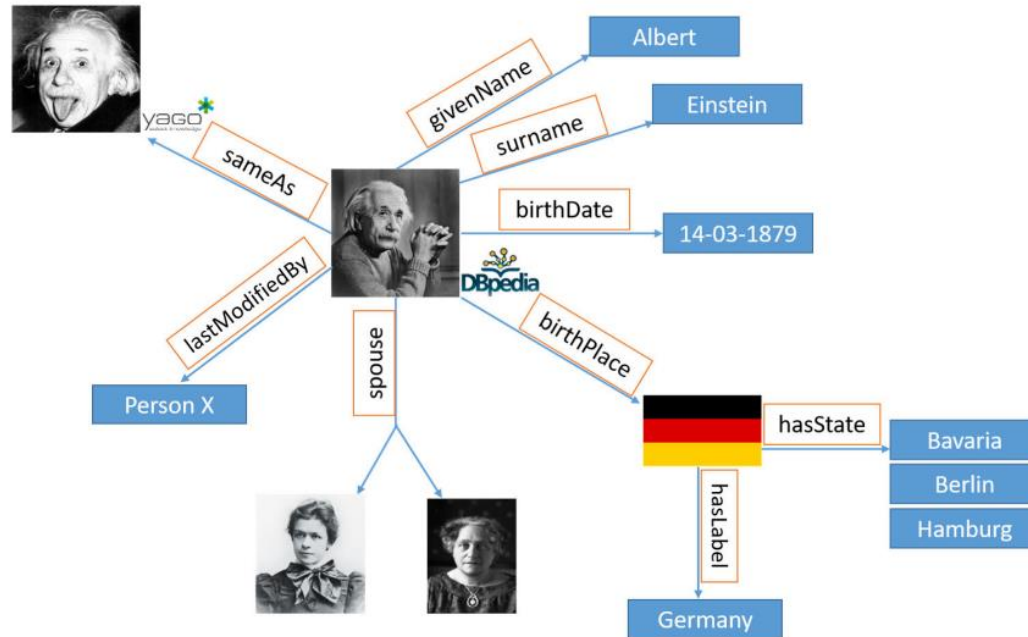 Albert
givenName
Einstein
surname
yago
sameAs
birthDate
14-03-1879
DBpedia
lastModifiedBy
birthPlace
spouse
Person X
hasState
Bavaria
Berlin
hasLabel
Hamburg
Germany